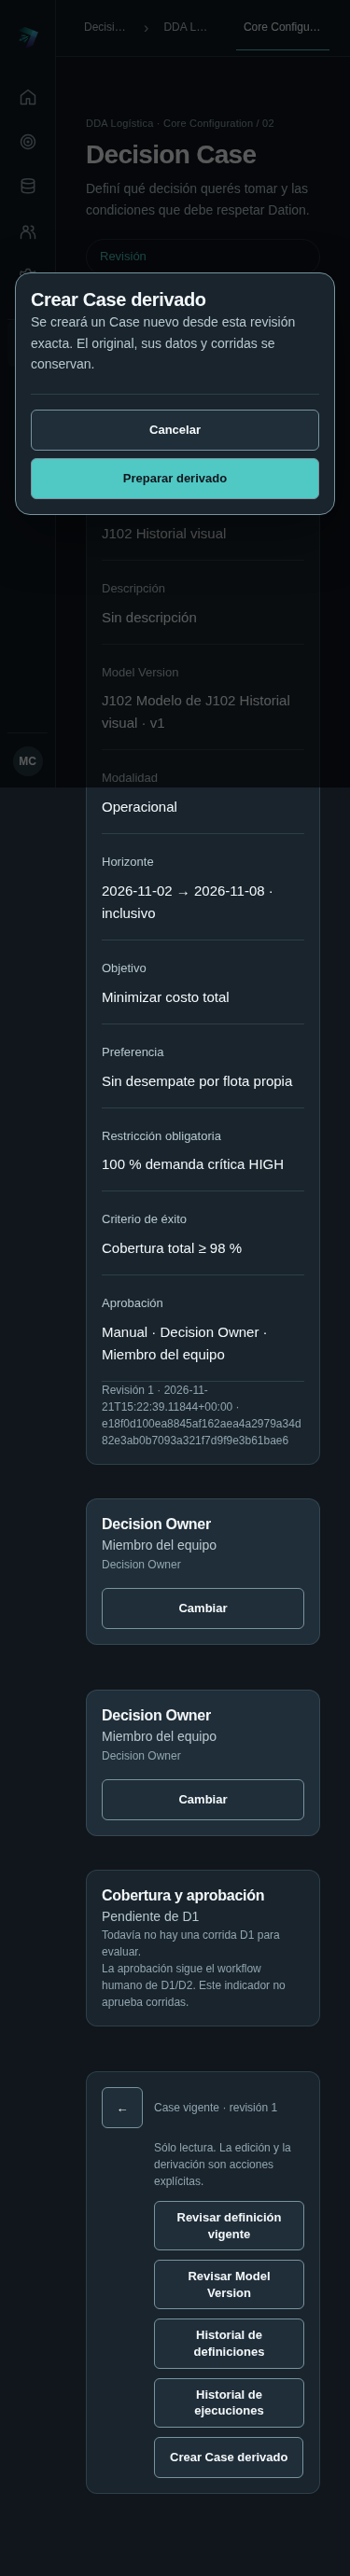 Decisi…
›
DDA L…
Core Configu…
DDA Logística · Core Configuration / 02
Decision Case
Definí qué decisión querés tomar y las
condiciones que debe respetar Dation.
Revisión
Crear Case derivado
Se creará un Case nuevo desde esta revisión
exacta. El original, sus datos y corridas se
conservan.
Cancelar
Preparar derivado
J102 Historial visual
Descripción
Sin descripción
Model Version
J102 Modelo de J102 Historial
visual · v1
MC
Modalidad
Operacional
Horizonte
2026-11-02 → 2026-11-08 ·
inclusivo
Objetivo
Minimizar costo total
Preferencia
Sin desempate por flota propia
Restricción obligatoria
100 % demanda crítica HIGH
Criterio de éxito
Cobertura total ≥ 98 %
Aprobación
Manual · Decision Owner ·
Miembro del equipo
Revisión 1 · 2026-11-
21T15:22:39.11844+00:00 ·
e18f0d100ea8845af162aea4a2979a34d
82e3ab0b7093a321f7d9f9e3b61bae6
Decision Owner
Miembro del equipo
Decision Owner
Cambiar
Decision Owner
Miembro del equipo
Decision Owner
Cambiar
Cobertura y aprobación
Pendiente de D1
Todavía no hay una corrida D1 para
evaluar.
La aprobación sigue el workflow
humano de D1/D2. Este indicador no
aprueba corridas.
←
Case vigente · revisión 1
Sólo lectura. La edición y la
derivación son acciones
explícitas.
Revisar definición
vigente
Revisar Model
Version
Historial de
definiciones
Historial de
ejecuciones
Crear Case derivado